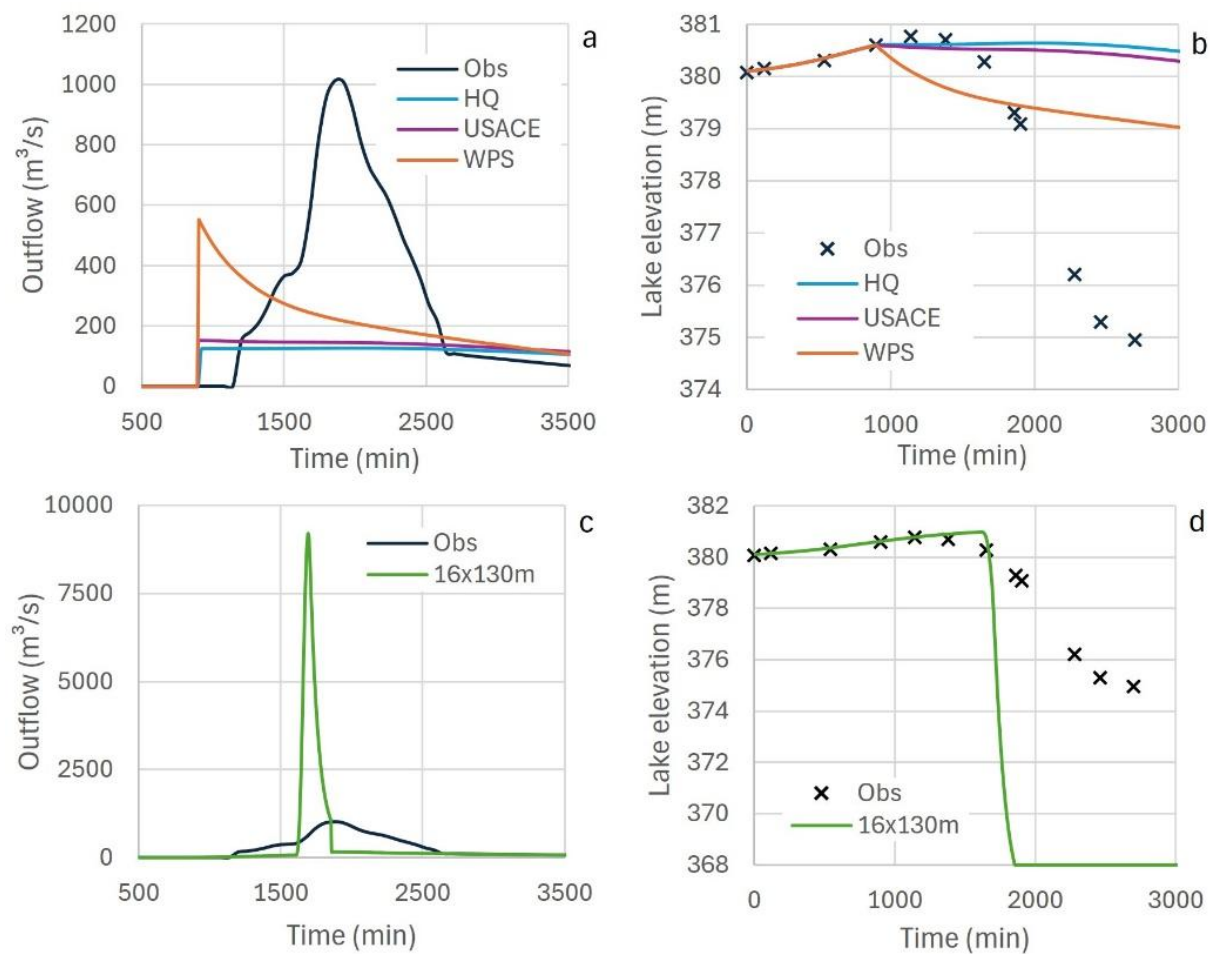 a
1200
1000
800
600
400
200
0
Outflow (m³/s)
Obs
HQ
USACE
WPS
500
1500
2500
3500
Time (min)
b
381
380
379
378
377
376
375
374
Lake elevation (m)
Obs
HQ
USACE
WPS
0
1000
2000
3000
Time (min)
c
10000
7500
5000
2500
0
Outflow (m³/s)
Obs
16x130m
500
1500
2500
3500
Time (min)
d
382
380
378
376
374
372
370
368
Lake elevation (m)
Obs
16x130m
0
1000
2000
3000
Time (min)